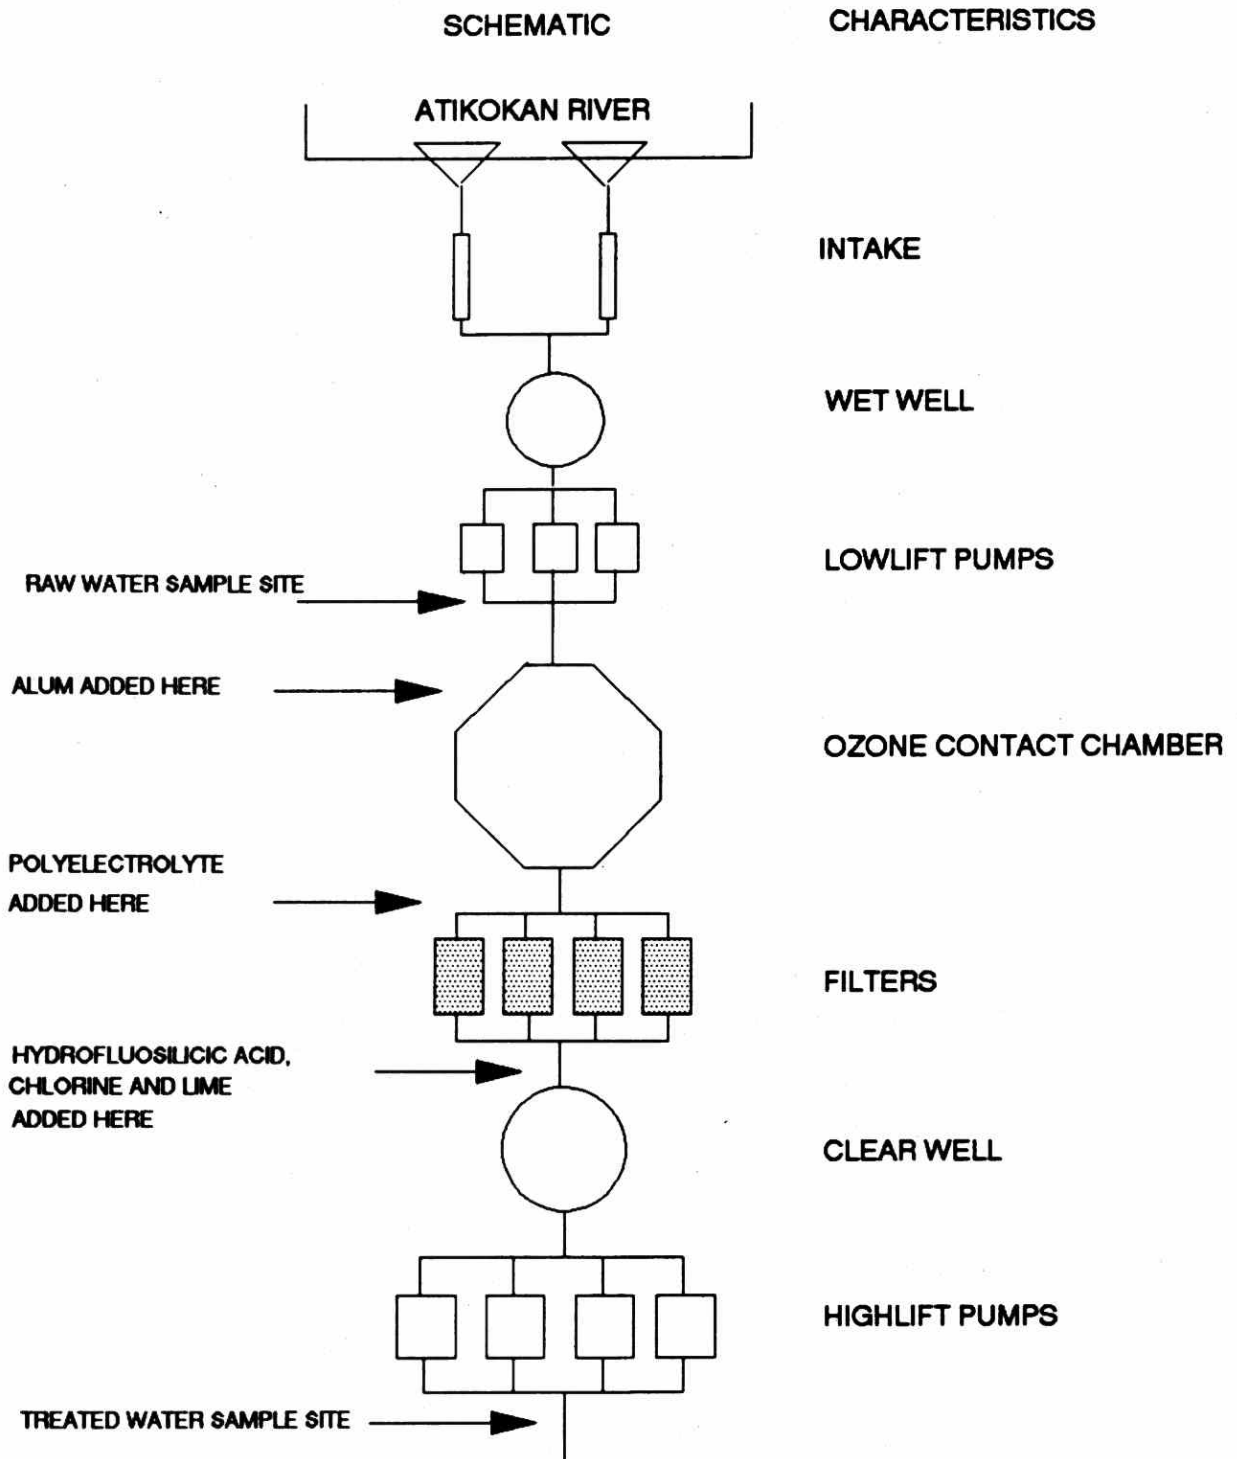 SCHEMATIC
CHARACTERISTICS
ATIKOKAN RIVER
INTAKE
WET WELL
LOWLIFT PUMPS
RAW WATER SAMPLE SITE
ALUM ADDED HERE
OZONE CONTACT CHAMBER
POLYELECTROLYTE
ADDED HERE
FILTERS
HYDROFLUOSILICIC ACID,
CHLORINE AND LIME
ADDED HERE
CLEAR WELL
HIGHLIFT PUMPS
TREATED WATER SAMPLE SITE